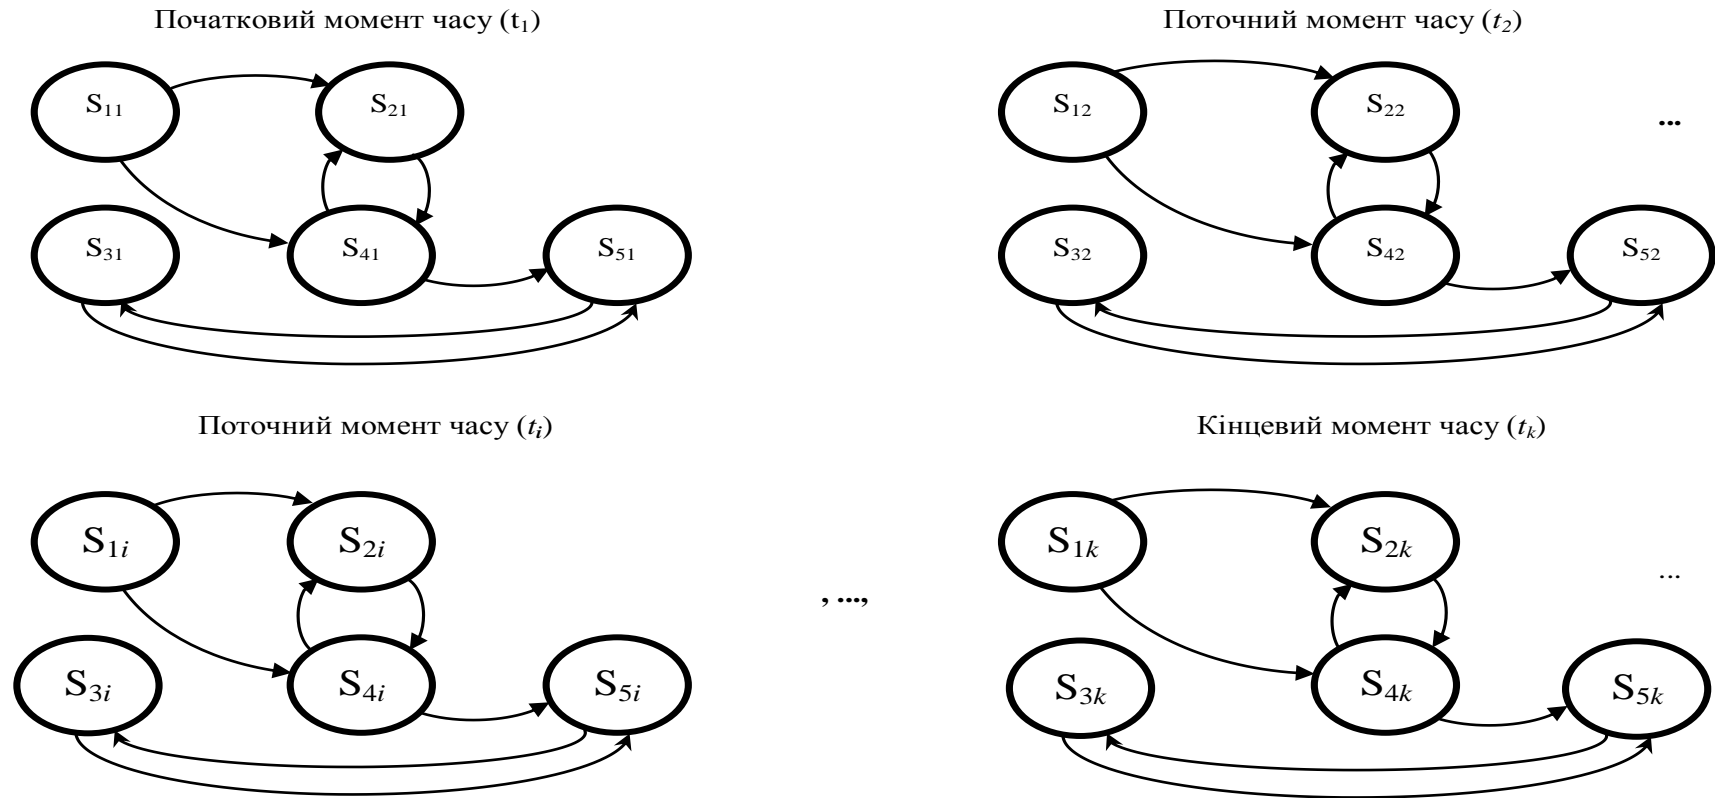 Початковий момент часу (t₁)
Поточний момент часу (t₂)
S₁₁
S₂₁
S₁₂
S₂₂
...
S₃₁
S₄₁
S₅₁
S₃₂
S₄₂
S₅₂
Поточний момент часу (tᵢ)
Кінцевий момент часу (tₖ)
S₁ᵢ
S₂ᵢ
S₁ₖ
S₂ₖ
...
, ...,
S₃ᵢ
S₄ᵢ
S₅ᵢ
S₃ₖ
S₄ₖ
S₅ₖ